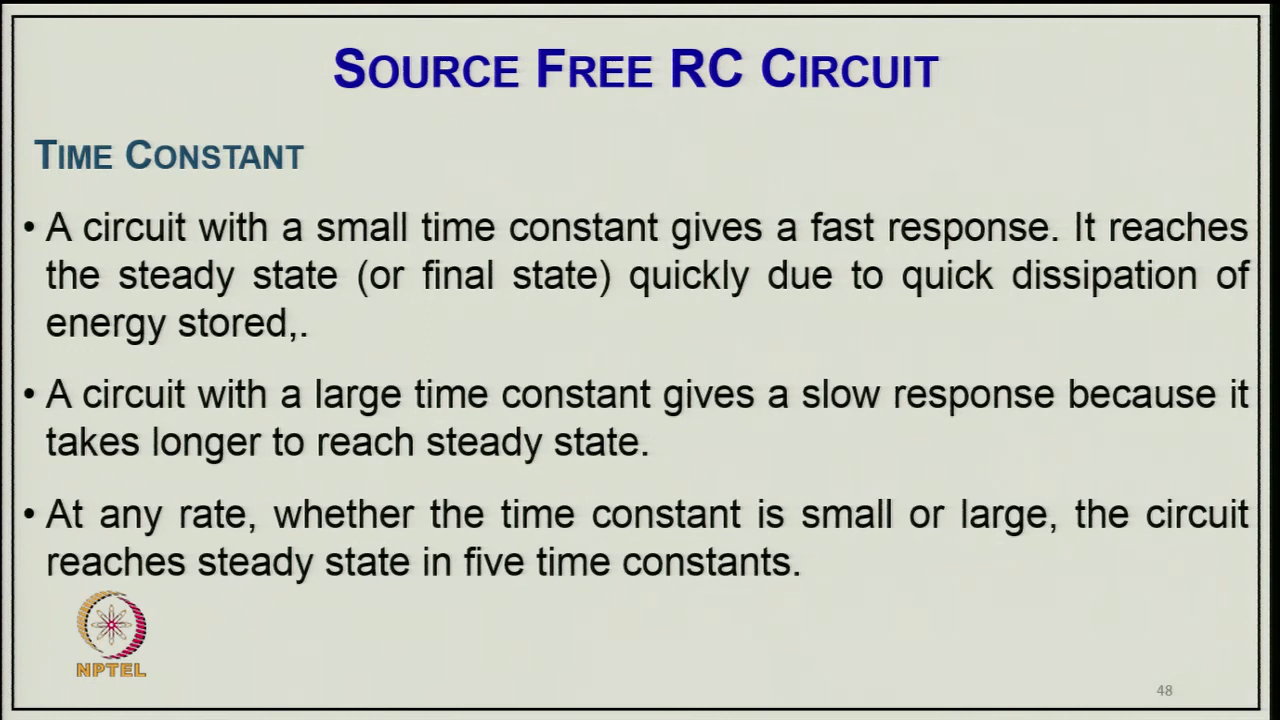 SOURCE FREE RC CIRCUIT
TIME CONSTANT
• A circuit with a small time constant gives a fast response. It reaches
the steady state (or final state) quickly due to quick dissipation of
energy stored,.
• A circuit with a large time constant gives a slow response because it
takes longer to reach steady state.
• At any rate, whether the time constant is small or large, the circuit
reaches steady state in five time constants.
NPTEL
48